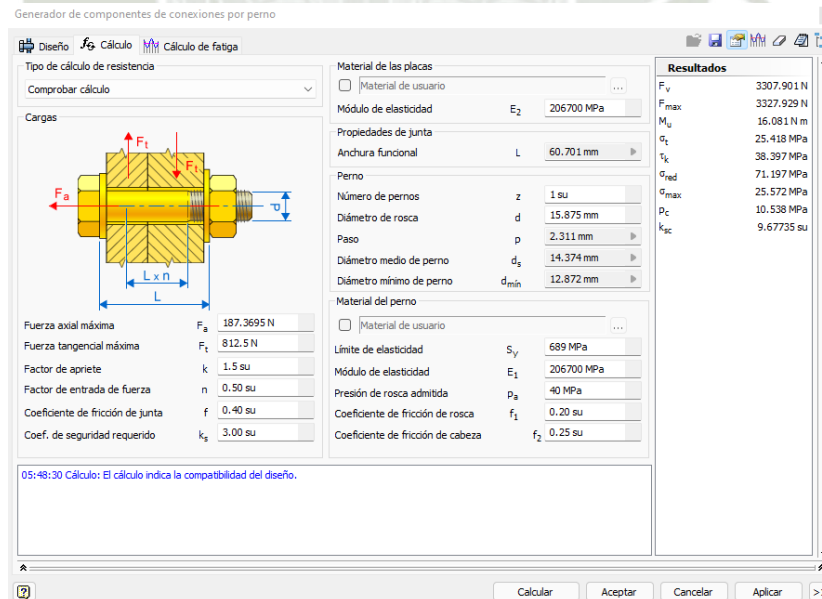 Generador de componentes de conexiones por perno
Diseño Cálculo Cálculo de fatiga
Tipo de cálculo de resistencia
Comprobar cálculo
Cargas
Ft
Ft
Fa
d
L x n
L
Fuerza axial máxima Fa 187.3695 N
Fuerza tangencial máxima Ft 812.5 N
Factor de apriete k 1.5 su
Factor de entrada de fuerza n 0.50 su
Coeficiente de fricción de junta f 0.40 su
Coef. de seguridad requerido ks 3.00 su
Material de las placas
Material de usuario ...
Módulo de elasticidad E2 206700 MPa
Propiedades de junta
Anchura funcional L 60.701 mm
Perno
Número de pernos z 1 su
Diámetro de rosca d 15.875 mm
Paso p 2.311 mm
Diámetro medio de perno ds 14.374 mm
Diámetro mínimo de perno dmín 12.872 mm
Material del perno
Material de usuario ...
Límite de elasticidad Sy 689 MPa
Módulo de elasticidad E1 206700 MPa
Presión de rosca admitida pa 40 MPa
Coeficiente de fricción de rosca f1 0.20 su
Coeficiente de fricción de cabeza f2 0.25 su
Resultados
Fv 3307.901 N
Fmax 3327.929 N
Mu 16.081 N m
σt 25.418 MPa
τk 38.397 MPa
σred 71.197 MPa
σmax 25.572 MPa
pc 10.538 MPa
ksc 9.67735 su
05:48:30 Cálculo: El cálculo indica la compatibilidad del diseño.
Calcular Aceptar Cancelar Aplicar >>